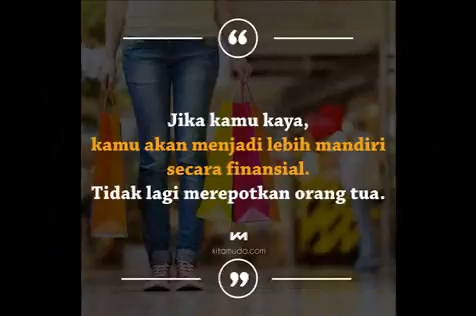 “
Jika kamu kaya,
kamu akan menjadi lebih mandiri
secara finansial.
Tidak lagi merepotkan orang tua.
kitamuda.com
”